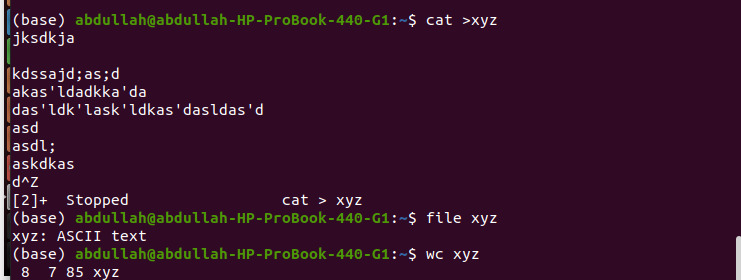 (base) abdullah@abdullah-HP-ProBook-440-G1:~$ cat >xyz
jksdkja

kdssajd;as;d
akas'ldadkka'da
das'ldk'lask'ldkas'dasldas'd
asd
asdl;
askdkas
d^Z
[2]+  Stopped                 cat > xyz
(base) abdullah@abdullah-HP-ProBook-440-G1:~$ file xyz
xyz: ASCII text
(base) abdullah@abdullah-HP-ProBook-440-G1:~$ wc xyz
 8  7 85 xyz